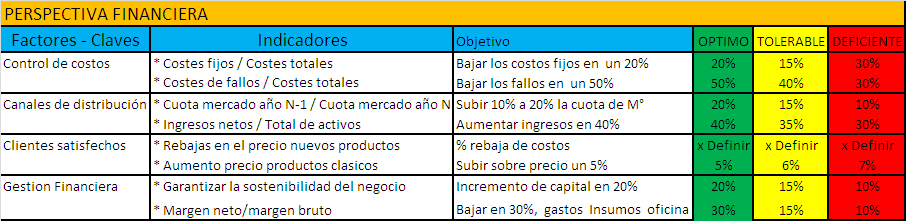 PERSPECTIVA FINANCIERA
Factores - Claves Indicadores Objetivo OPTIMO TOLERABLE DEFICIENTE
Control de costos * Costes fijos / Costes totales Bajar los costos fijos en un 20% 20% 15% 30%
* Costes de fallos / Costes totales Bajar los fallos en un 50% 50% 40% 30%
Canales de distribución * Cuota mercado año N-1 / Cuota mercado año N Subir 10% a 20% la cuota de M° 20% 15% 10%
* Ingresos netos / Total de activos Aumentar ingresos en 40% 40% 35% 30%
Clientes satisfechos * Rebajas en el precio nuevos productos % rebaja de costos x Definir x Definir x Definir
* Aumento precio productos clasicos Subir sobre precio un 5% 5% 6% 7%
Gestion Financiera * Garantizar la sostenibilidad del negocio Incremento de capital en 20% 20% 15% 10%
* Margen neto/margen bruto Bajar en 30%, gastos Insumos oficina 30% 15% 10%